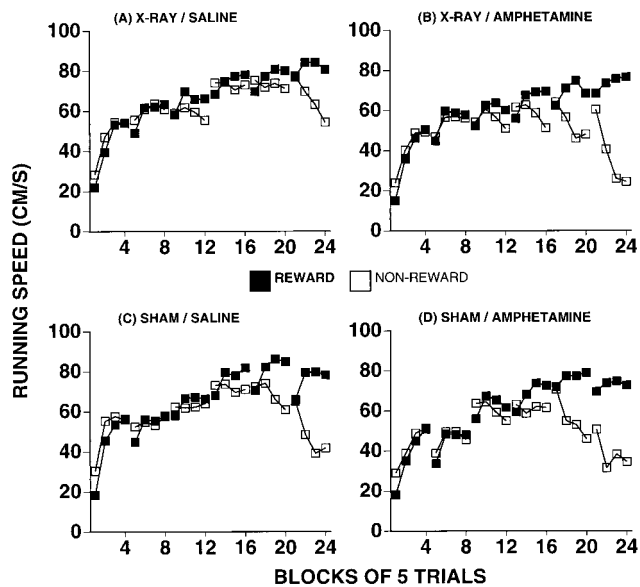 (A) X-RAY / SALINE
(B) X-RAY / AMPHETAMINE
100
80
60
40
20
0
4 8 12 16 20 24
100
80
60
40
20
0
4 8 12 16 20 24
RUNNING SPEED (CM/S)
REWARD NON-REWARD
(C) SHAM / SALINE
(D) SHAM / AMPHETAMINE
100
80
60
40
20
0
4 8 12 16 20 24
100
80
60
40
20
0
4 8 12 16 20 24
BLOCKS OF 5 TRIALS